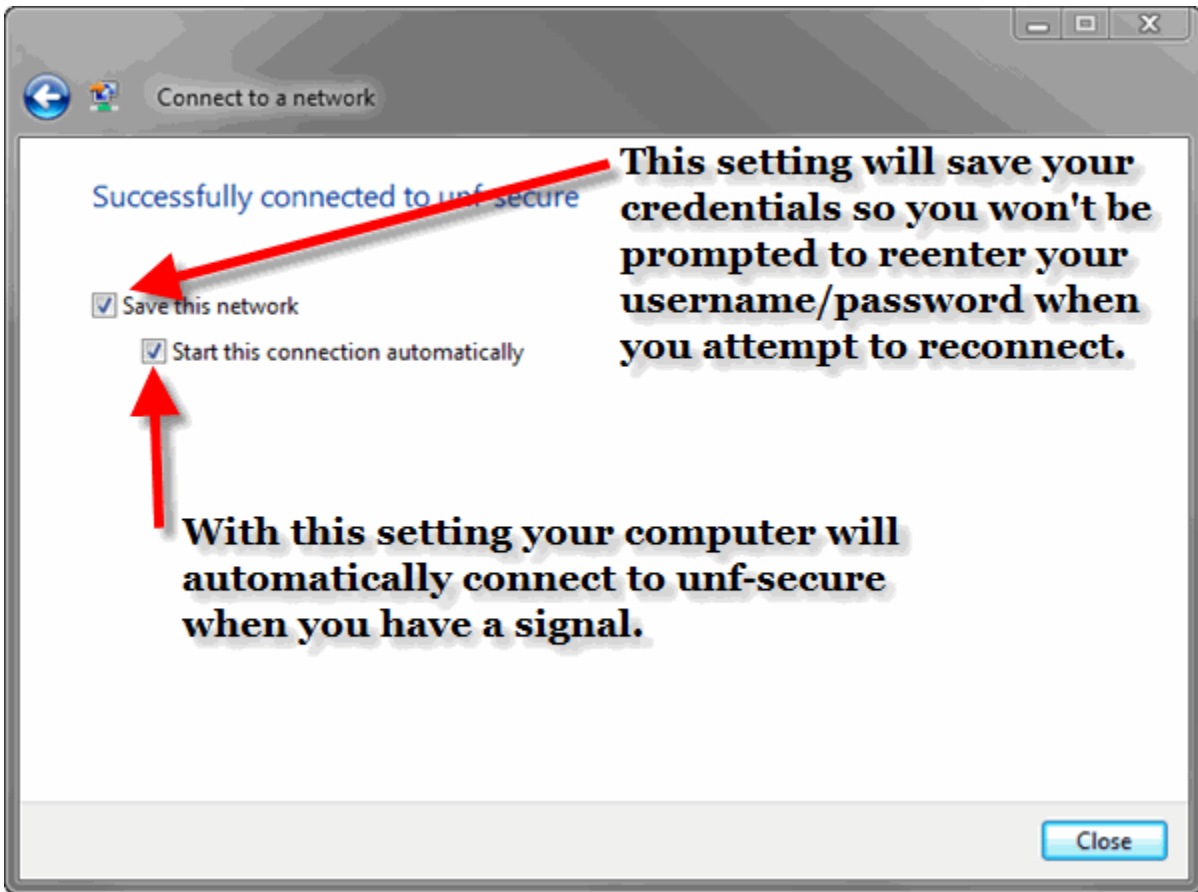 Connect to a network
Successfully connected to unf-secure
This setting will save your
credentials so you won't be
prompted to reenter your
username/password when
you attempt to reconnect.
Save this network
Start this connection automatically
With this setting your computer will
automatically connect to unf-secure
when you have a signal.
Close